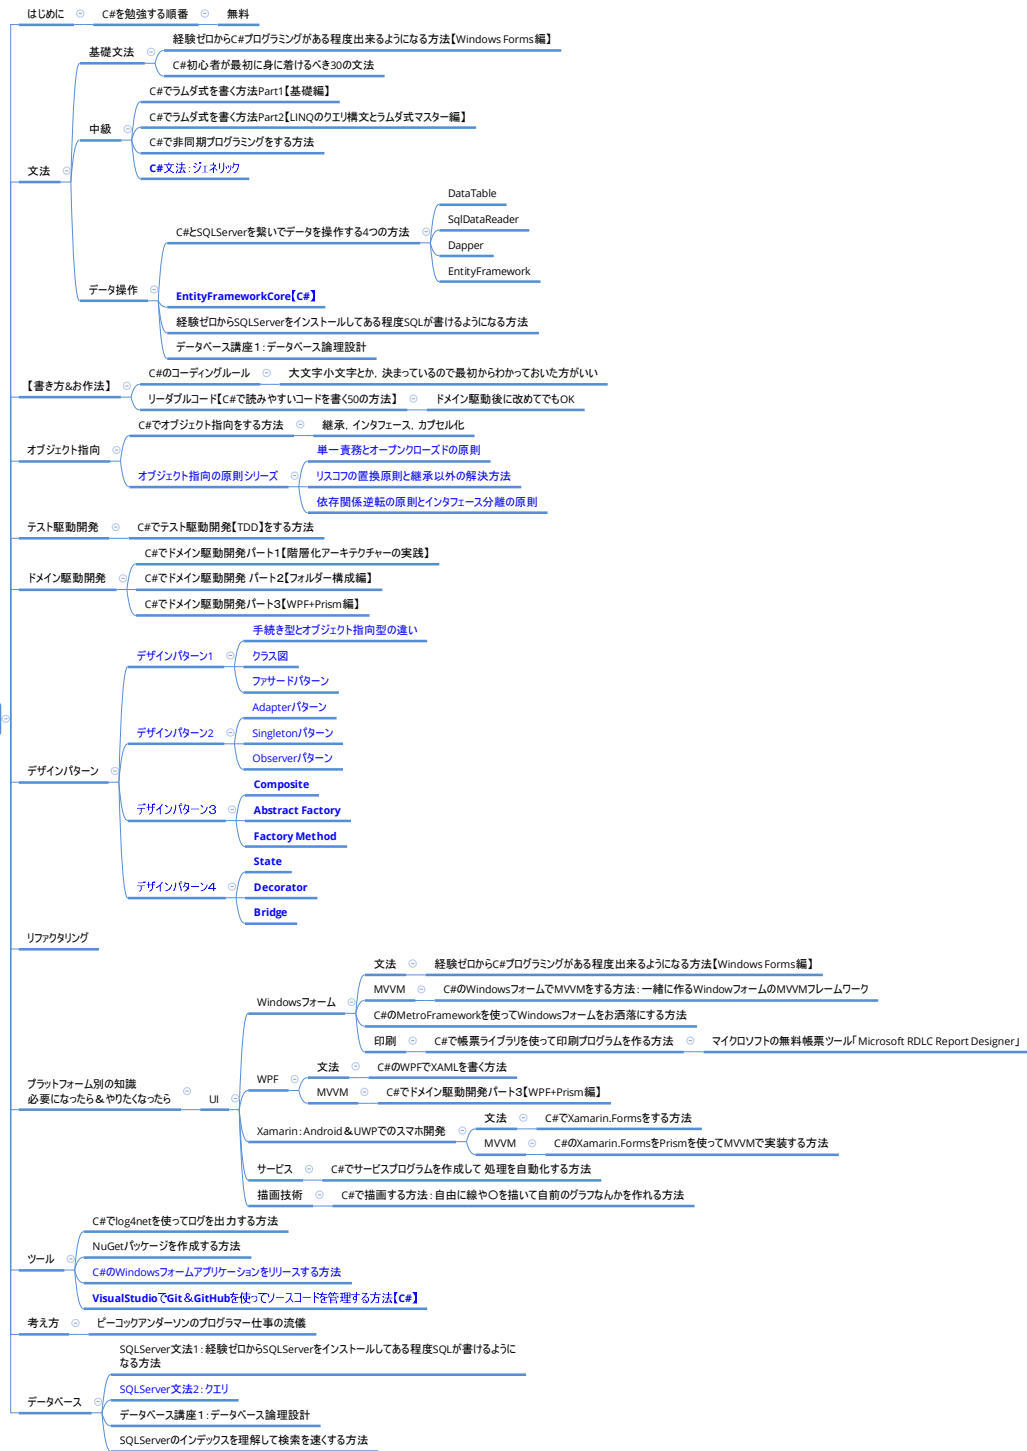 はじめに
C#を勉強する順番
無料
文法
基礎文法
経験ゼロからC#プログラミングがある程度出来るようになる方法【Windows Forms編】
C#初心者が最初に身に着けるべき30の文法
中級
C#でラムダ式を書く方法Part1【基礎編】
C#でラムダ式を書く方法Part2【LINQのクエリ構文とラムダ式マスター編】
C#で非同期プログラミングをする方法
C#文法：ジェネリック
データ操作
C#とSQLServerを繋いでデータを操作する4つの方法
DataTable
SqlDataReader
Dapper
EntityFramework
EntityFrameworkCore【C#】
経験ゼロからSQLServerをインストールしてある程度SQLが書けるようになる方法
データベース講座１：データベース論理設計
【書き方&お作法】
C#のコーディングルール
大文字小文字とか，決まっているので最初からわかっておいた方がいい
リーダブルコード【C#で読みやすいコードを書く50の方法】
ドメイン駆動後に改めてでもOK
オブジェクト指向
C#でオブジェクト指向をする方法
継承，インタフェース，カプセル化
オブジェクト指向の原則シリーズ
単一責務とオープンクローズドの原則
リスコフの置換原則と継承以外の解決方法
依存関係逆転の原則とインタフェース分離の原則
テスト駆動開発
C#でテスト駆動開発【TDD】をする方法
ドメイン駆動開発
C#でドメイン駆動開発パート1【階層化アーキテクチャーの実践】
C#でドメイン駆動開発 パート２【フォルダー構成編】
C#でドメイン駆動開発パート3【WPF+Prism編】
デザインパターン
デザインパターン1
手続き型とオブジェクト指向型の違い
クラス図
ファサードパターン
デザインパターン2
Adapterパターン
Singletonパターン
Observerパターン
デザインパターン３
Composite
Abstract Factory
Factory Method
デザインパターン４
State
Decorator
Bridge
リファクタリング
プラットフォーム別の知識
必要になったら＆やりたくなったら
UI
Windowsフォーム
文法
経験ゼロからC#プログラミングがある程度出来るようになる方法【Windows Forms編】
MVVM
C#のWindowsフォームでMVVMをする方法：一緒に作るWindowフォームのMVVMフレームワーク
C#のMetroFrameworkを使ってWindowsフォームをお洒落にする方法
印刷
C#で帳票ライブラリを使って印刷プログラムを作る方法
マイクロソフトの無料帳票ツール「Microsoft RDLC Report Designer」
WPF
文法
C#のWPFでXAMLを書く方法
MVVM
C#でドメイン駆動開発パート3【WPF+Prism編】
Xamarin：Android＆UWPでのスマホ開発
文法
C#でXamarin.Formsをする方法
MVVM
C#のXamarin.FormsをPrismを使ってMVVMで実装する方法
サービス
C#でサービスプログラムを作成して 処理を自動化する方法
描画技術
C#で描画する方法：自由に線や〇を描いて自前のグラフなんかを作れる方法
ツール
C#でlog4netを使ってログを出力する方法
NuGetパッケージを作成する方法
C#のWindowsフォームアプリケーションをリリースする方法
VisualStudioでGit＆GitHubを使ってソースコードを管理する方法【C#】
考え方
ピーコックアンダーソンのプログラマー仕事の流儀
データベース
SQLServer文法1：経験ゼロからSQLServerをインストールしてある程度SQLが書けるように
なる方法
SQLServer文法2：クエリ
データベース講座１：データベース論理設計
SQLServerのインデックスを理解して検索を速くする方法